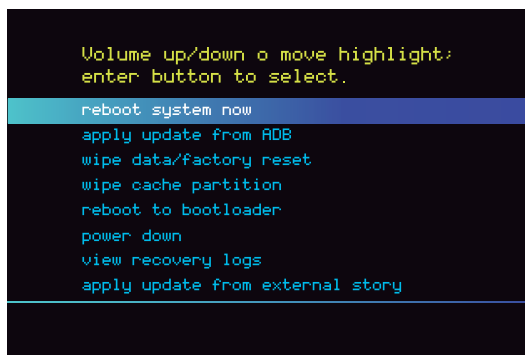 Volume up/down o move highlight;
enter button to select.
reboot system now
apply update from ADB
wipe data/factory reset
wipe cache partition
reboot to bootloader
power down
view recovery logs
apply update from external story